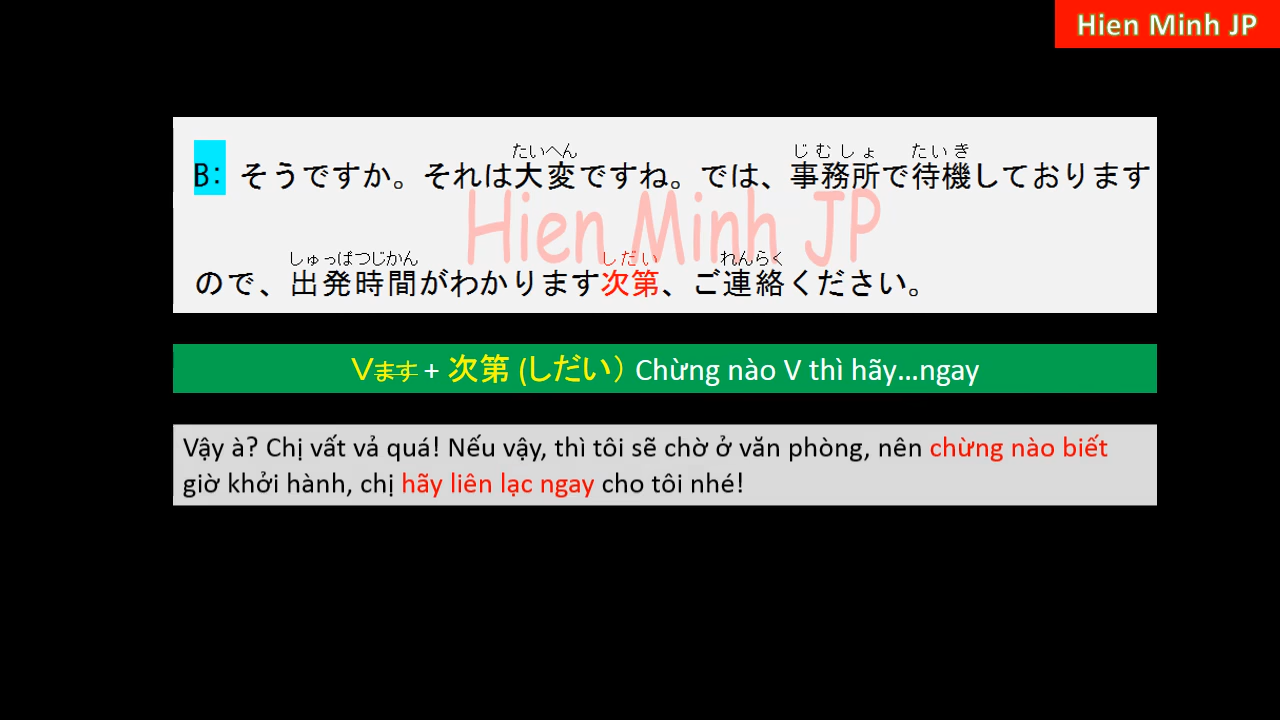 Hien Minh JP
たいへん じむしょ たいき
B: そうですか。それは大変ですね。では、事務所で待機しております
Hien Minh JP
しゅっぱつじかん しだい れんらく
ので、出発時間がわかります次第、ご連絡ください。
Vます + 次第 (しだい) Chừng nào V thì hãy...ngay
Vậy à? Chị vất vả quá! Nếu vậy, thì tôi sẽ chờ ở văn phòng, nên chừng nào biết
giờ khởi hành, chị hãy liên lạc ngay cho tôi nhé!